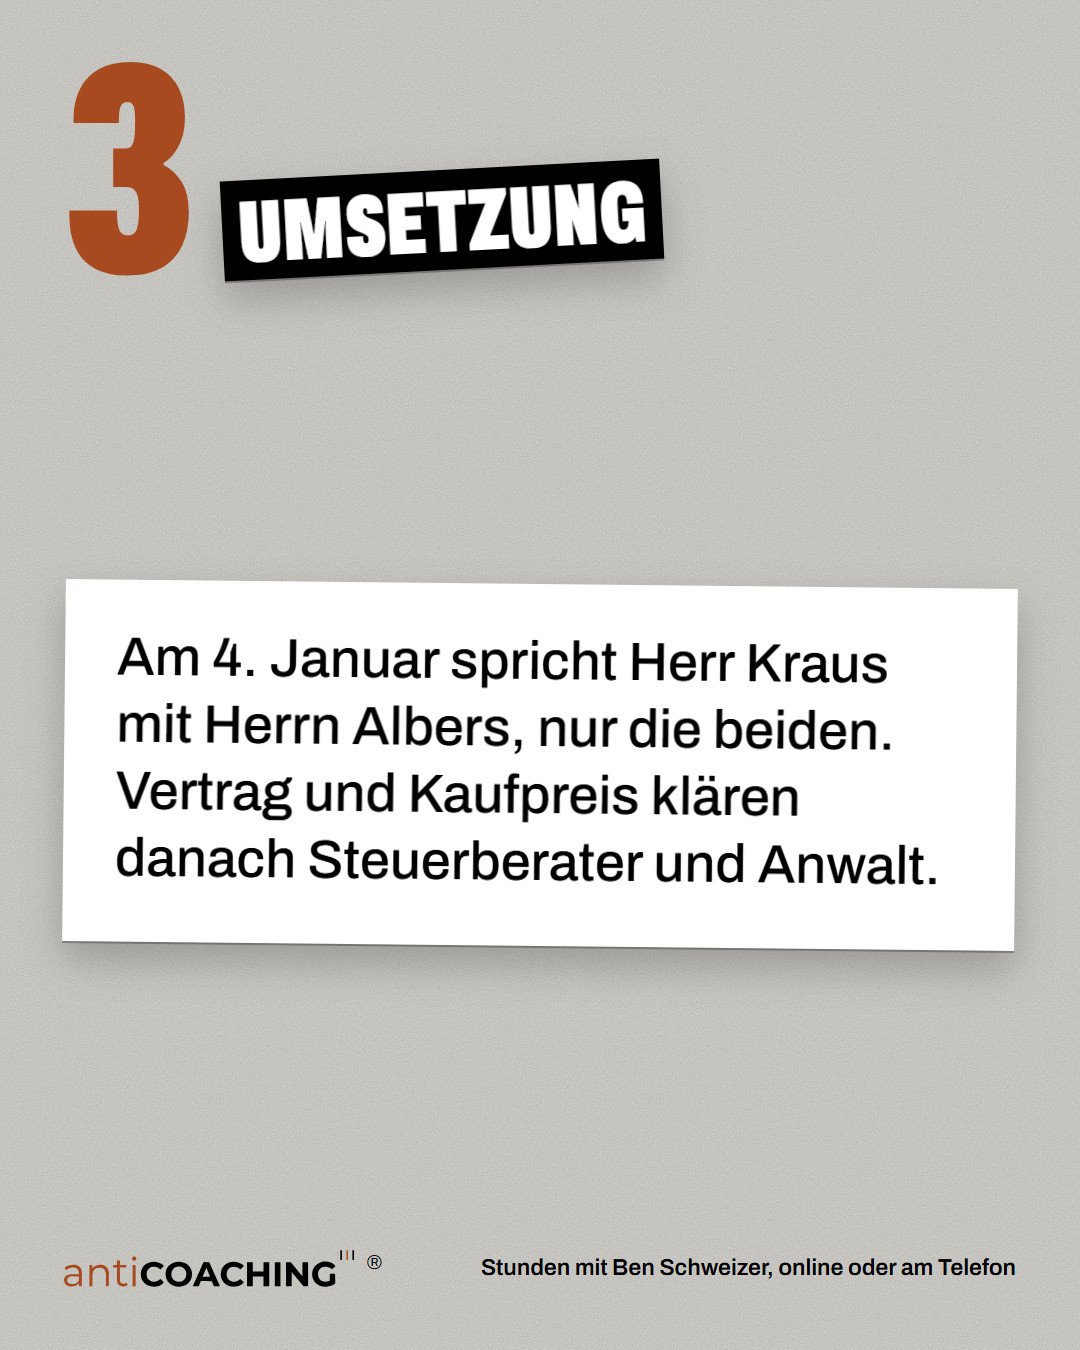 3
UMSETZUNG
Am 4. Januar spricht Herr Kraus
mit Herrn Albers, nur die beiden.
Vertrag und Kaufpreis klären
danach Steuerberater und Anwalt.
antiCOACHING ®
Stunden mit Ben Schweizer, online oder am Telefon